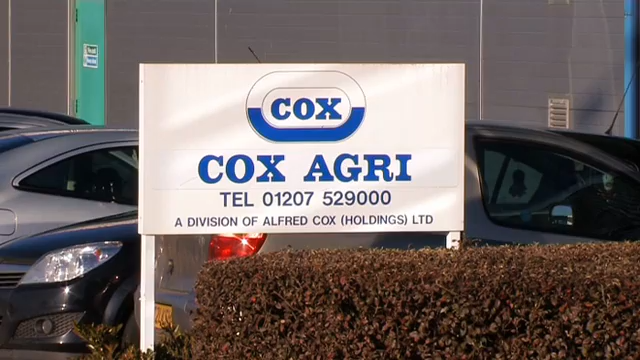 COX
COX AGRI
TEL 01207 529000
A DIVISION OF ALFRED COX (HOLDINGS) LTD